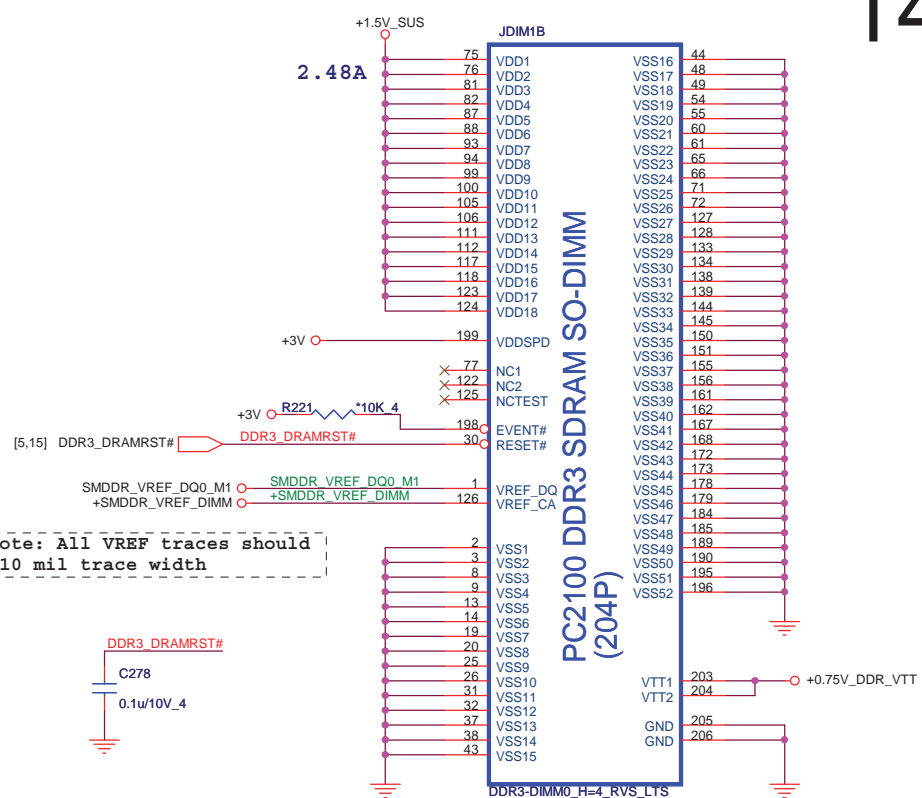 14
+1.5V_SUS
JDIM1B
2.48A
75 VDD1
76 VDD2
81 VDD3
82 VDD4
87 VDD5
88 VDD6
93 VDD7
94 VDD8
99 VDD9
100 VDD10
105 VDD11
106 VDD12
111 VDD13
112 VDD14
117 VDD15
118 VDD16
123 VDD17
124 VDD18
+3V 199 VDDSPD
77 NC1
122 NC2
125 NCTEST
+3V R221 *10K_4 198 EVENT#
[5,15] DDR3_DRAMRST# DDR3_DRAMRST# 30 RESET#
SMDDR_VREF_DQ0_M1 SMDDR_VREF_DQ0_M1 1 VREF_DQ
+SMDDR_VREF_DIMM +SMDDR_VREF_DIMM 126 VREF_CA
ote: All VREF traces should
10 mil trace width
2 VSS1
3 VSS2
8 VSS3
9 VSS4
13 VSS5
14 VSS6
19 VSS7
20 VSS8
25 VSS9
26 VSS10
31 VSS11
32 VSS12
37 VSS13
38 VSS14
43 VSS15
DDR3_DRAMRST#
C278
0.1u/10V_4
PC2100 DDR3 SDRAM SO-DIMM
(204P)
VSS16 44
VSS17 48
VSS18 49
VSS19 54
VSS20 55
VSS21 60
VSS22 61
VSS23 65
VSS24 66
VSS25 71
VSS26 72
VSS27 127
VSS28 128
VSS29 133
VSS30 134
VSS31 138
VSS32 139
VSS33 144
VSS34 145
VSS35 150
VSS36 151
VSS37 155
VSS38 156
VSS39 161
VSS40 162
VSS41 167
VSS42 168
VSS43 172
VSS44 173
VSS45 178
VSS46 179
VSS47 184
VSS48 185
VSS49 189
VSS50 190
VSS51 195
VSS52 196
VTT1 203
VTT2 204
+0.75V_DDR_VTT
GND 205
GND 206
DDR3-DIMM0_H=4_RVS_LTS